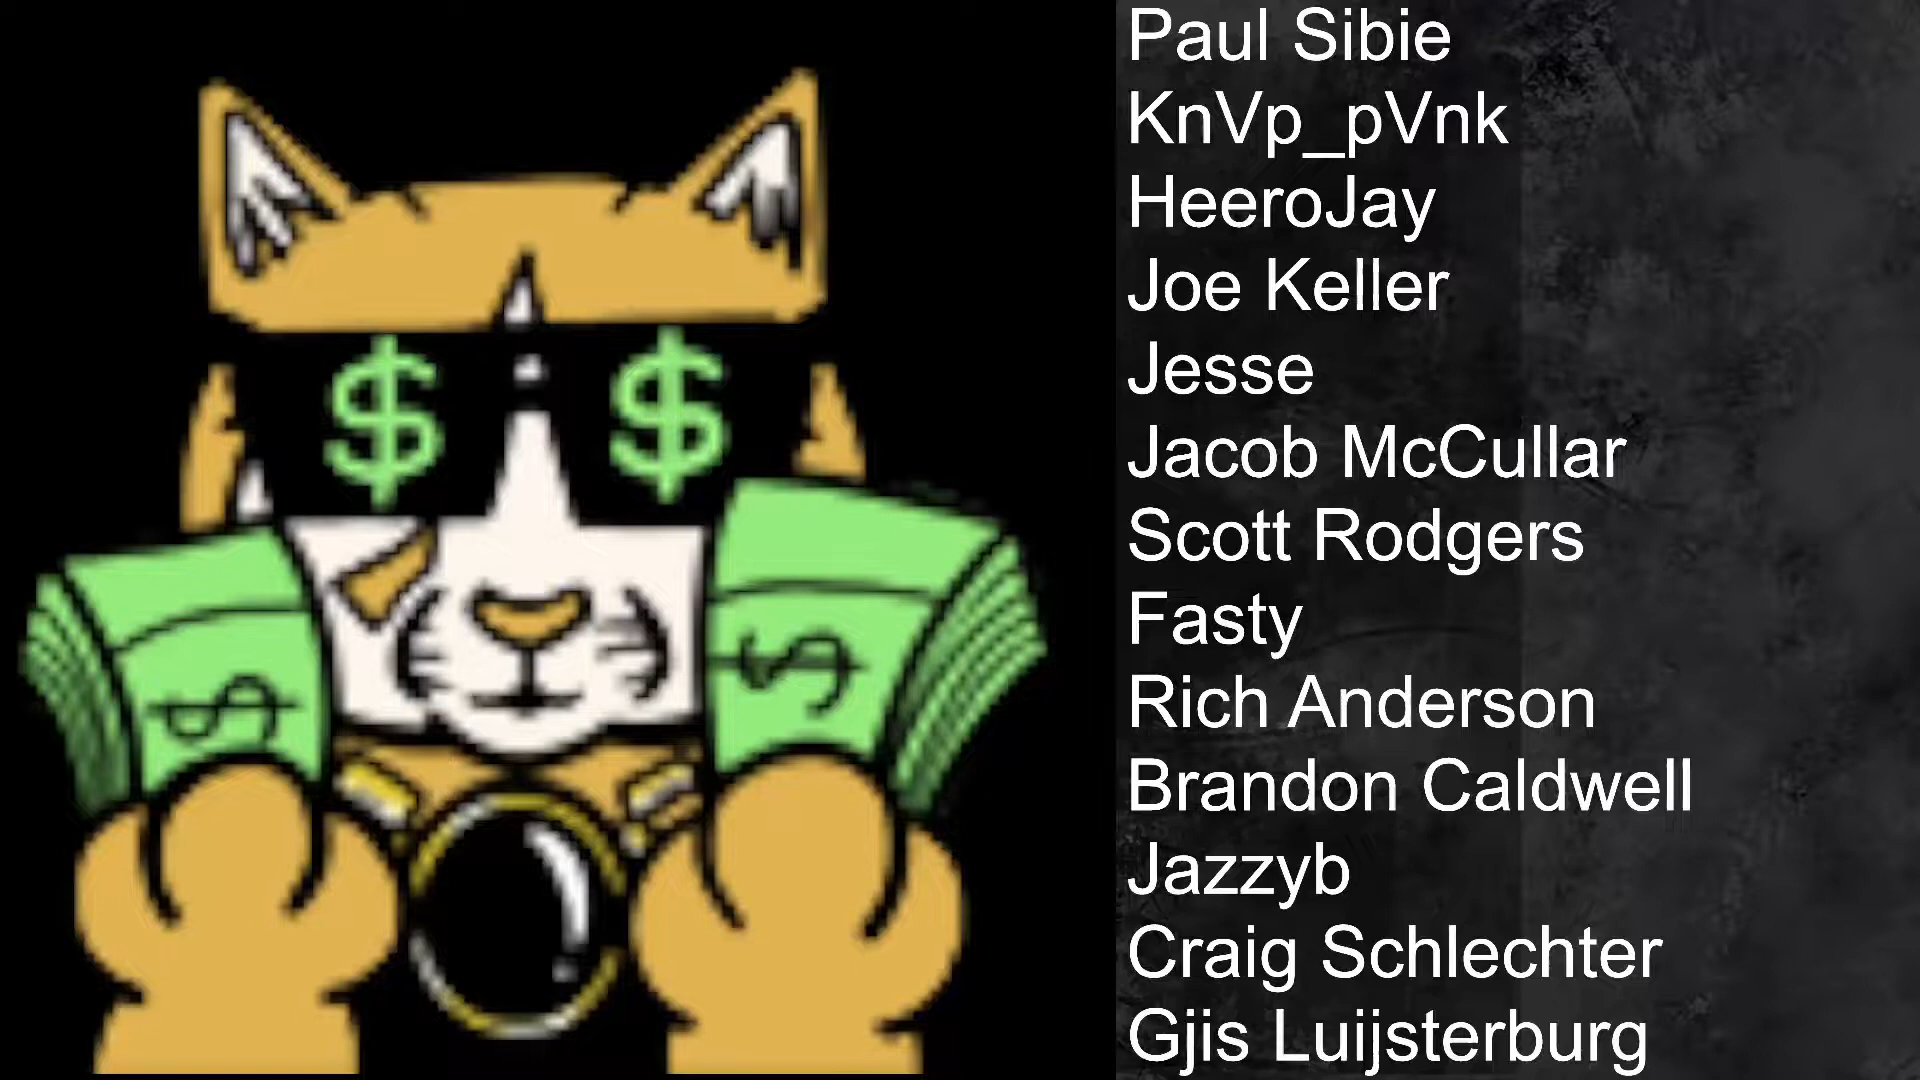 Paul Sibie
KnVp_pVnk
HeeroJay
Joe Keller
Jesse
Jacob McCullar
Scott Rodgers
Fasty
Rich Anderson
Brandon Caldwell
Jazzyb
Craig Schlechter
Gjis Luijsterburg
$ $
$ $